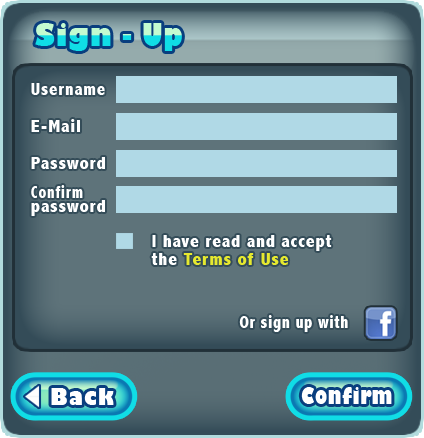 Sign - Up
Username
E-Mail
Password
Confirm
password
I have read and accept
the Terms of Use
Or sign up with f
Back
Confirm